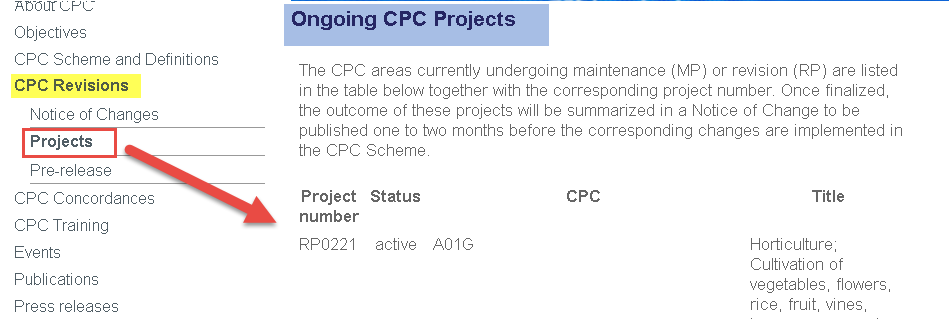 About CPC
Objectives
CPC Scheme and Definitions
CPC Revisions
Notice of Changes
Projects
Pre-release
CPC Concordances
CPC Training
Events
Publications
Press releases
Ongoing CPC Projects
The CPC areas currently undergoing maintenance (MP) or revision (RP) are listed
in the table below together with the corresponding project number. Once finalized,
the outcome of these projects will be summarized in a Notice of Change to be
published one to two months before the corresponding changes are implemented in
the CPC Scheme.
Project number Status CPC Title
RP0221 active A01G Horticulture;
Cultivation of
vegetables, flowers,
rice, fruit, vines,